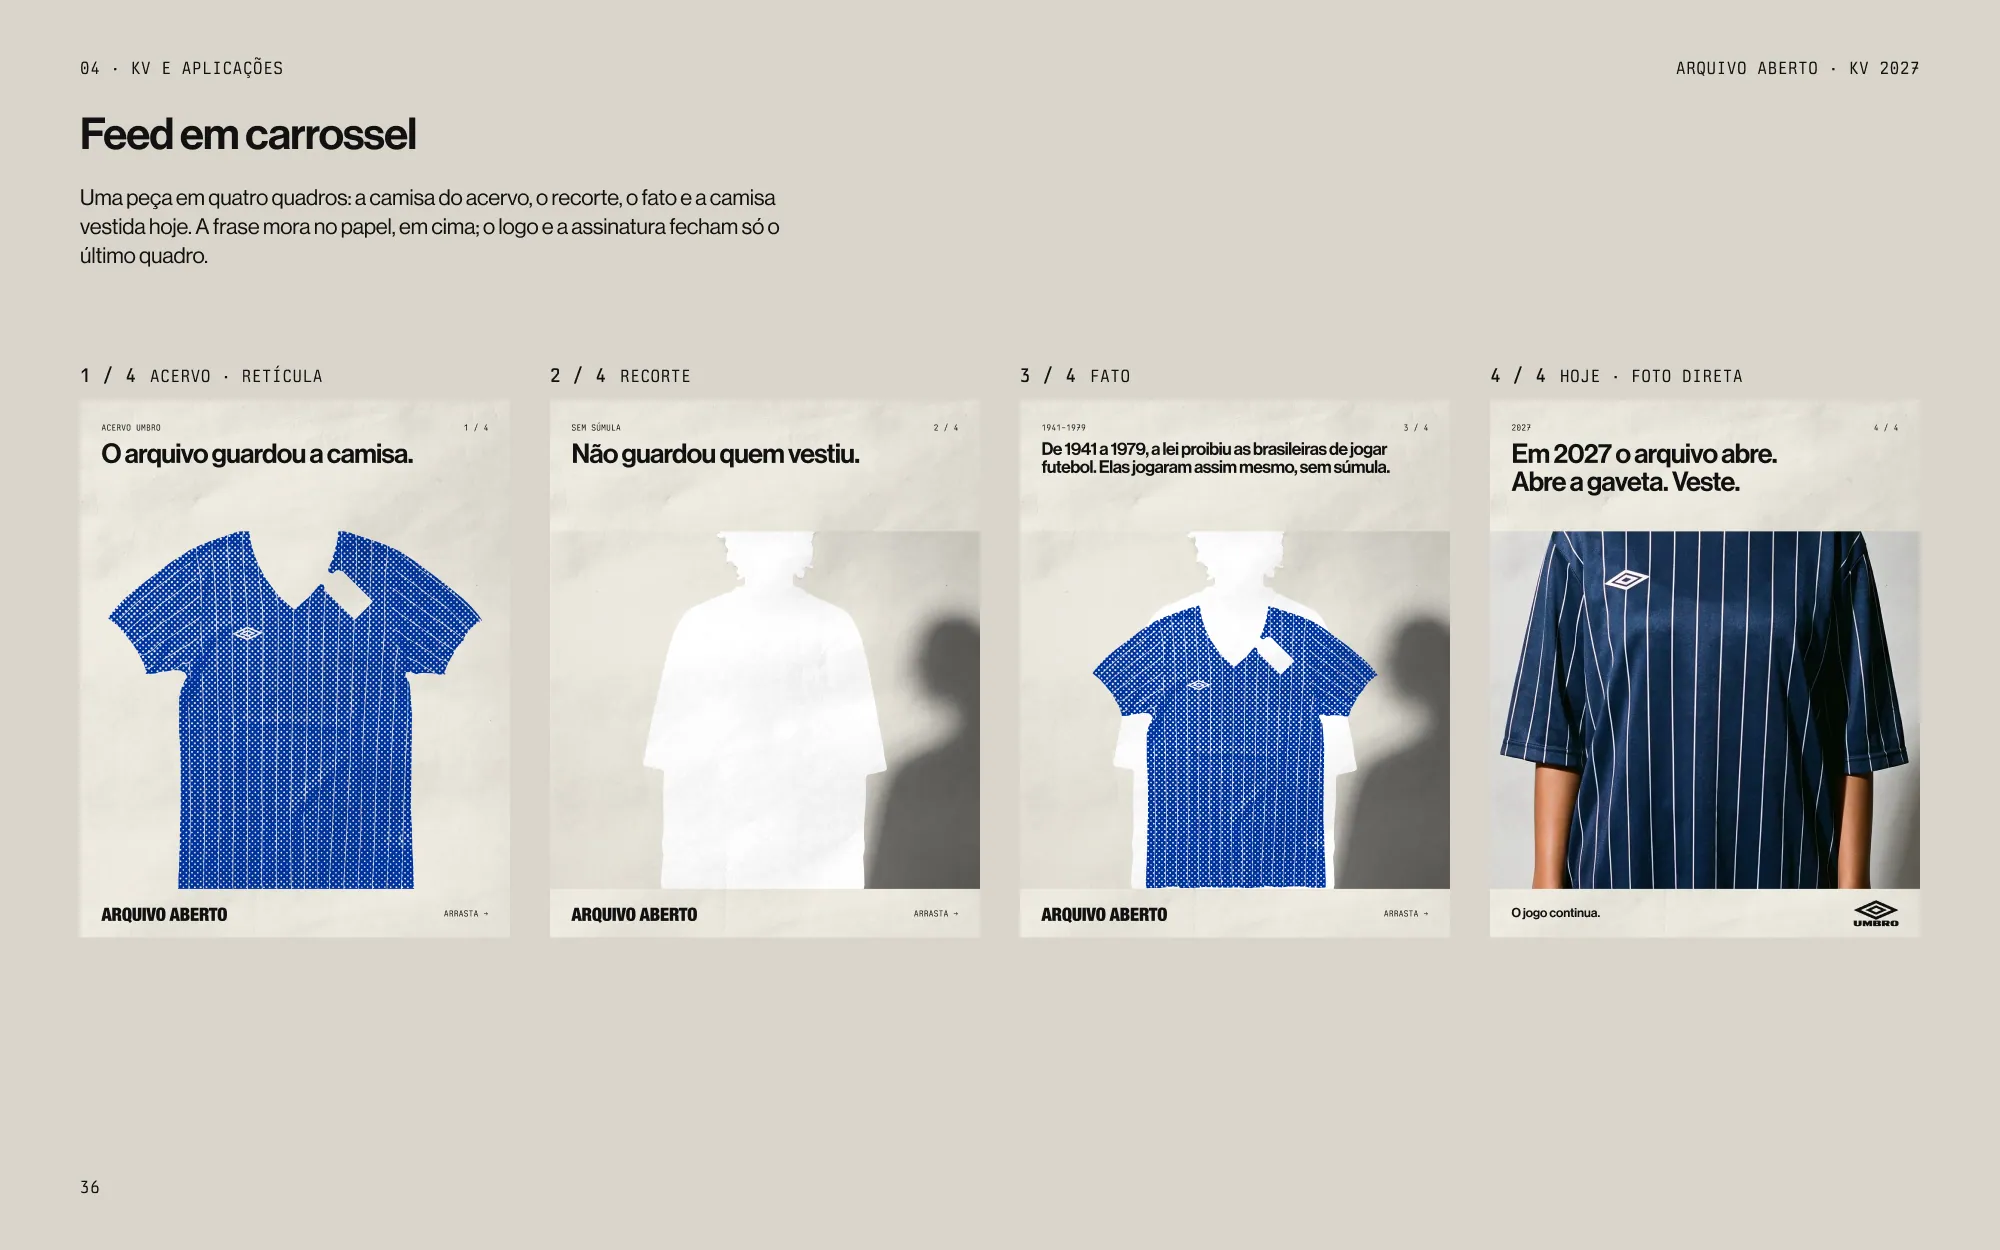 04 · KV E APLICAÇÕES
ARQUIVO ABERTO · KV 2027
Feed em carrossel
Uma peça em quatro quadros: a camisa do acervo, o recorte, o fato e a camisa
vestida hoje. A frase mora no papel, em cima; o logo e a assinatura fecham só o
último quadro.
1 / 4 ACERVO · RETÍCULA
ACERVO UMBRO
1 / 4
O arquivo guardou a camisa.
ARQUIVO ABERTO
ARRASTA →
2 / 4 RECORTE
SEM SÚMULA
2 / 4
Não guardou quem vestiu.
ARQUIVO ABERTO
ARRASTA →
3 / 4 FATO
1941–1979
3 / 4
De 1941 a 1979, a lei proibiu as brasileiras de jogar
futebol. Elas jogaram assim mesmo, sem súmula.
ARQUIVO ABERTO
ARRASTA →
4 / 4 HOJE · FOTO DIRETA
2027
4 / 4
Em 2027 o arquivo abre.
Abre a gaveta. Veste.
O jogo continua.
UMBRO
36